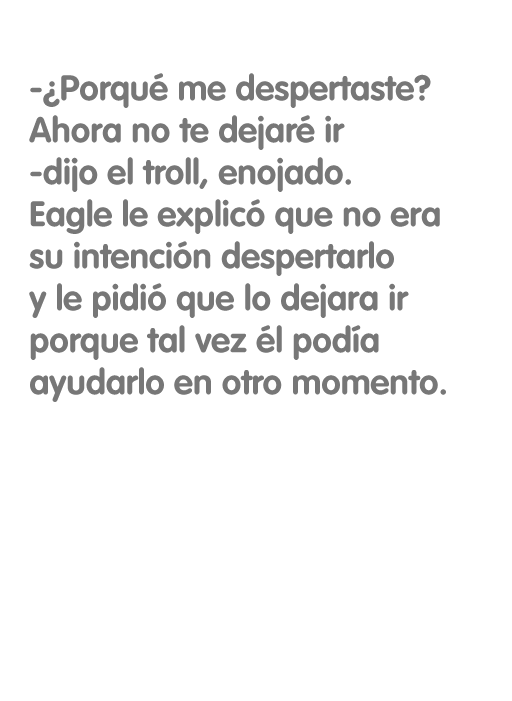 -¿Porqué me despertaste?
Ahora no te dejaré ir
-dijo el troll, enojado.
Eagle le explicó que no era
su intención despertarlo
y le pidió que lo dejara ir
porque tal vez él podía
ayudarlo en otro momento.